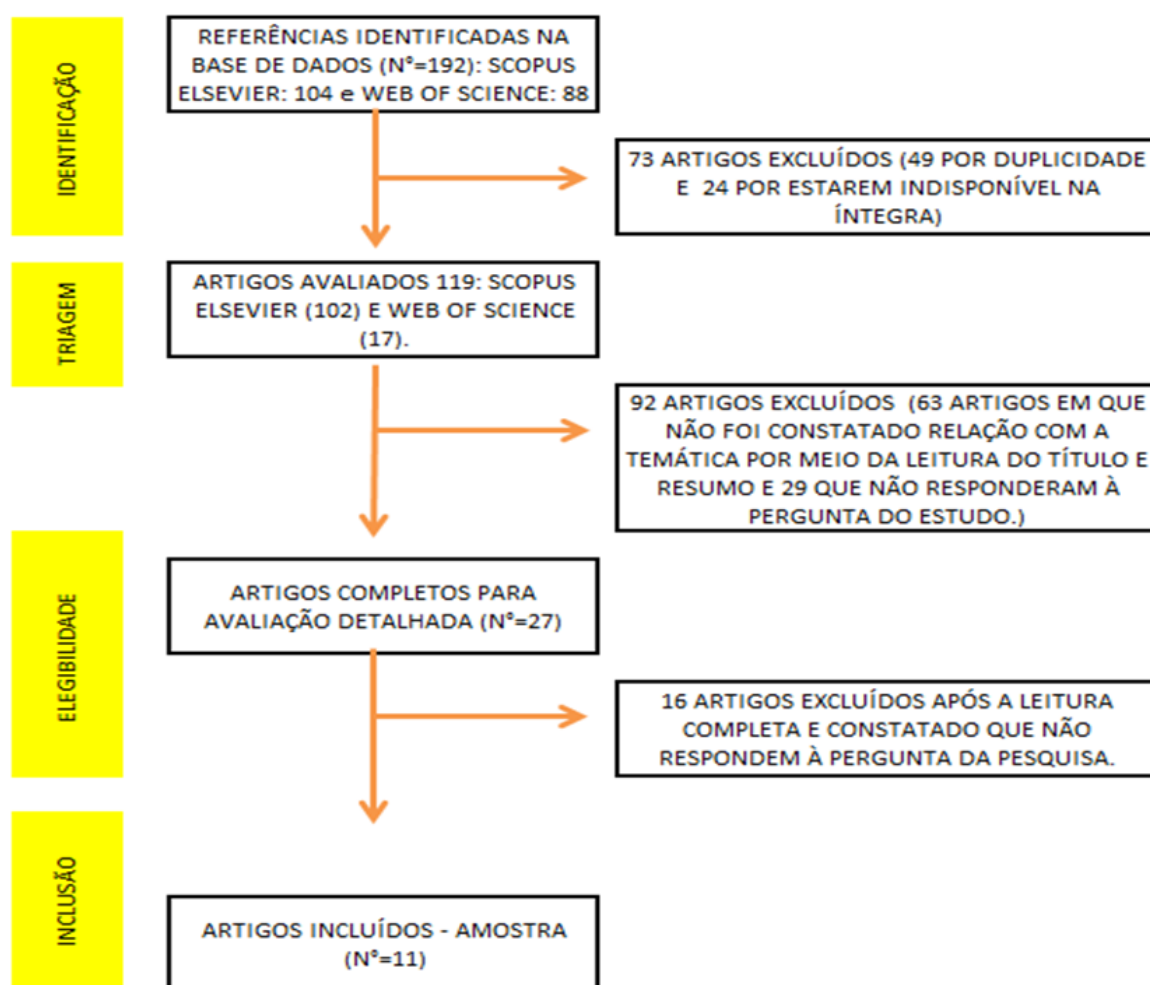 IDENTIFICAÇÃO
REFERÊNCIAS IDENTIFICADAS NA
BASE DE DADOS (N°=192): SCOPUS
ELSEVIER: 104 e WEB OF SCIENCE: 88
73 ARTIGOS EXCLUÍDOS (49 POR DUPLICIDADE
E 24 POR ESTAREM INDISPONÍVEL NA
ÍNTEGRA)
TRIAGEM
ARTIGOS AVALIADOS 119: SCOPUS
ELSEVIER (102) E WEB OF SCIENCE
(17).
92 ARTIGOS EXCLUÍDOS (63 ARTIGOS EM QUE
NÃO FOI CONSTATADO RELAÇÃO COM A
TEMÁTICA POR MEIO DA LEITURA DO TÍTULO E
RESUMO E 29 QUE NÃO RESPONDERAM À
PERGUNTA DO ESTUDO.)
ELEGIBILIDADE
ARTIGOS COMPLETOS PARA
AVALIAÇÃO DETALHADA (N°=27)
16 ARTIGOS EXCLUÍDOS APÓS A LEITURA
COMPLETA E CONSTATADO QUE NÃO
RESPONDEM À PERGUNTA DA PESQUISA.
INCLUSÃO
ARTIGOS INCLUÍDOS - AMOSTRA
(N°=11)